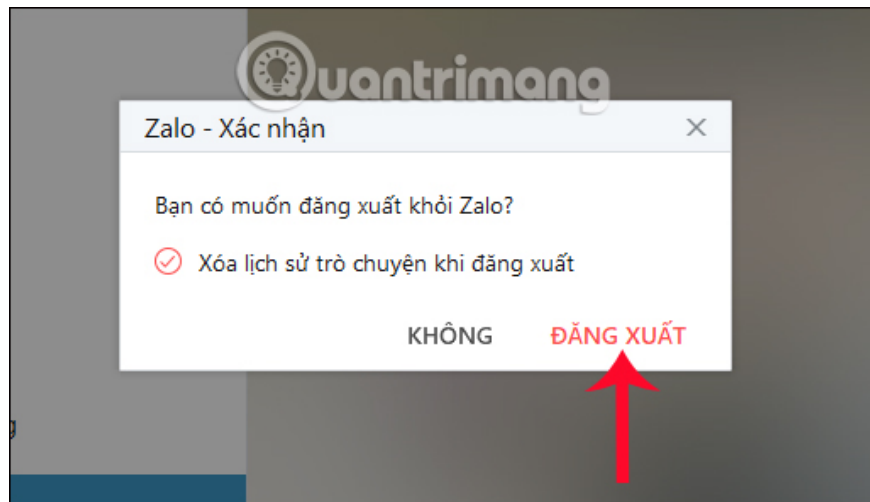 Quantrimang
Zalo - Xác nhận
Bạn có muốn đăng xuất khỏi Zalo?
Xóa lịch sử trò chuyện khi đăng xuất
KHÔNG ĐĂNG XUẤT
g